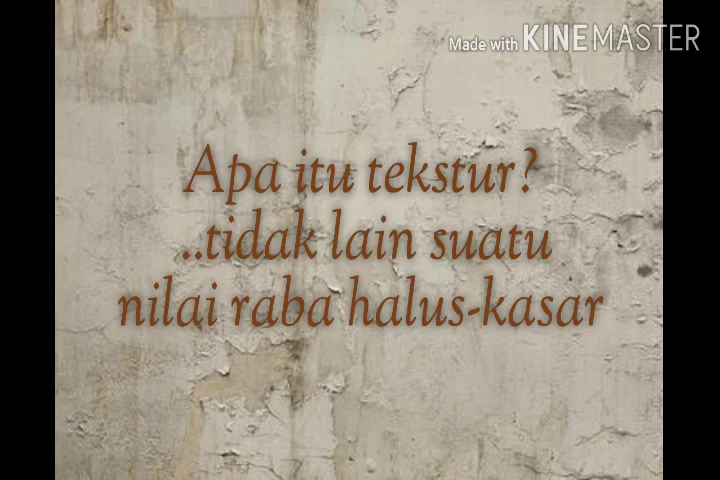 Made with KINEMASTER
Apa itu tekstur?
..tidak lain suatu
nilai raba halus-kasar